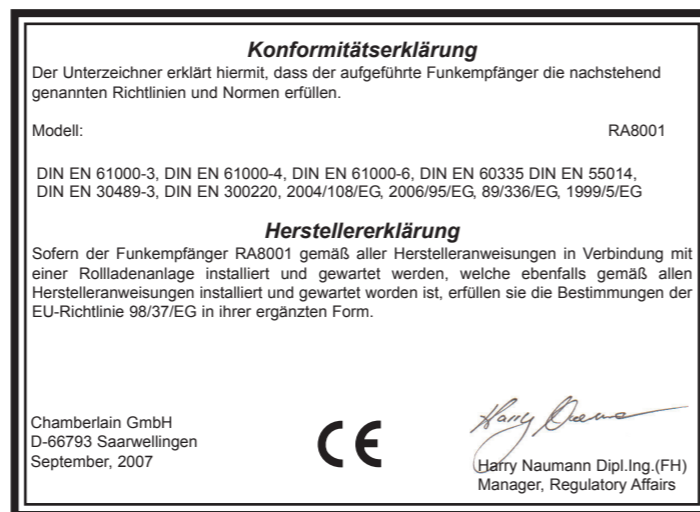 Konformitätserklärung
Der Unterzeichner erklärt hiermit, dass der aufgeführte Funkempfänger die nachstehend
genannten Richtlinien und Normen erfüllen.
Modell: RA8001
DIN EN 61000-3, DIN EN 61000-4, DIN EN 61000-6, DIN EN 60335 DIN EN 55014,
DIN EN 30489-3, DIN EN 300220, 2004/108/EG, 2006/95/EG, 89/336/EG, 1999/5/EG
Herstellererklärung
Sofern der Funkempfänger RA8001 gemäß aller Herstelleranweisungen in Verbindung mit
einer Rollladenanlage installiert und gewartet werden, welche ebenfalls gemäß allen
Herstelleranweisungen installiert und gewartet worden ist, erfüllen sie die Bestimmungen der
EU-Richtlinie 98/37/EG in ihrer ergänzten Form.
Chamberlain GmbH
D-66793 Saarwellingen
September, 2007
CE
Harry
Harry Naumann Dipl.Ing.(FH)
Manager, Regulatory Affairs